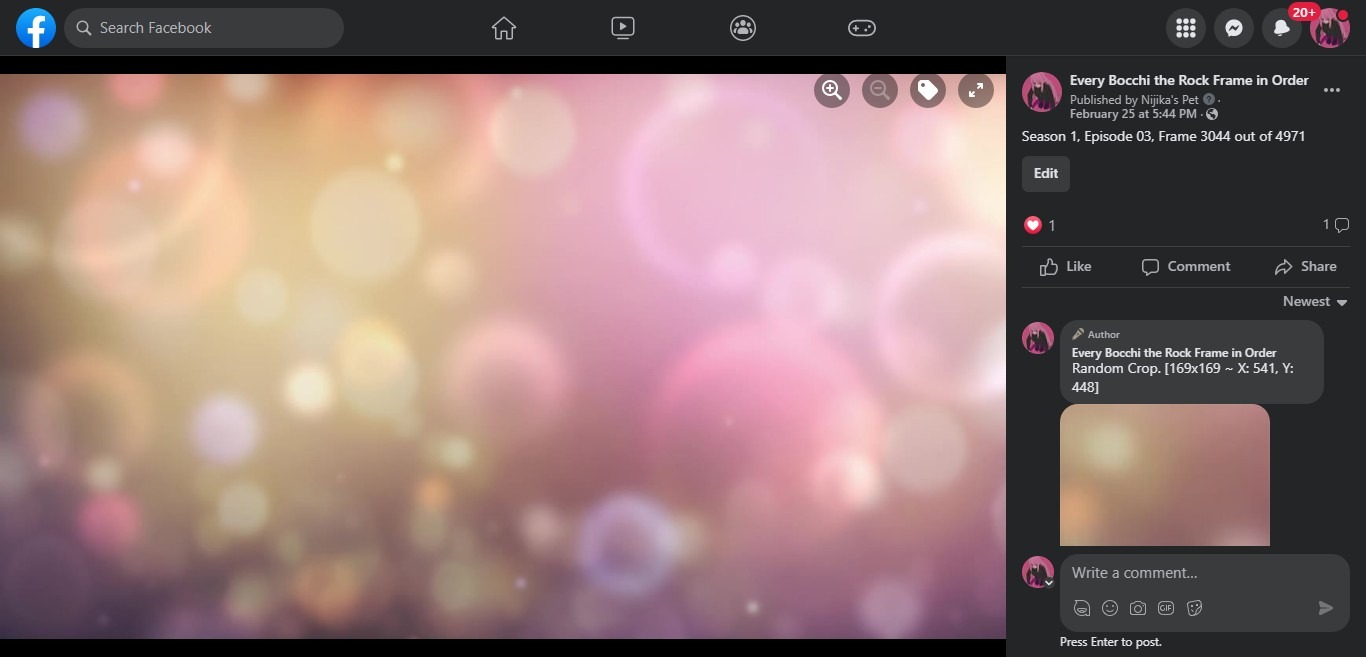 Search Facebook
20+
Every Bocchi the Rock Frame in Order
Published by Nijika's Pet ·
February 25 at 5:44 PM ·
Season 1, Episode 03, Frame 3044 out of 4971
Edit
1
1
Like
Comment
Share
Newest
Author
Every Bocchi the Rock Frame in Order
Random Crop. [169x169 ~ X: 541, Y:
448]
Write a comment...
GIF
Press Enter to post.